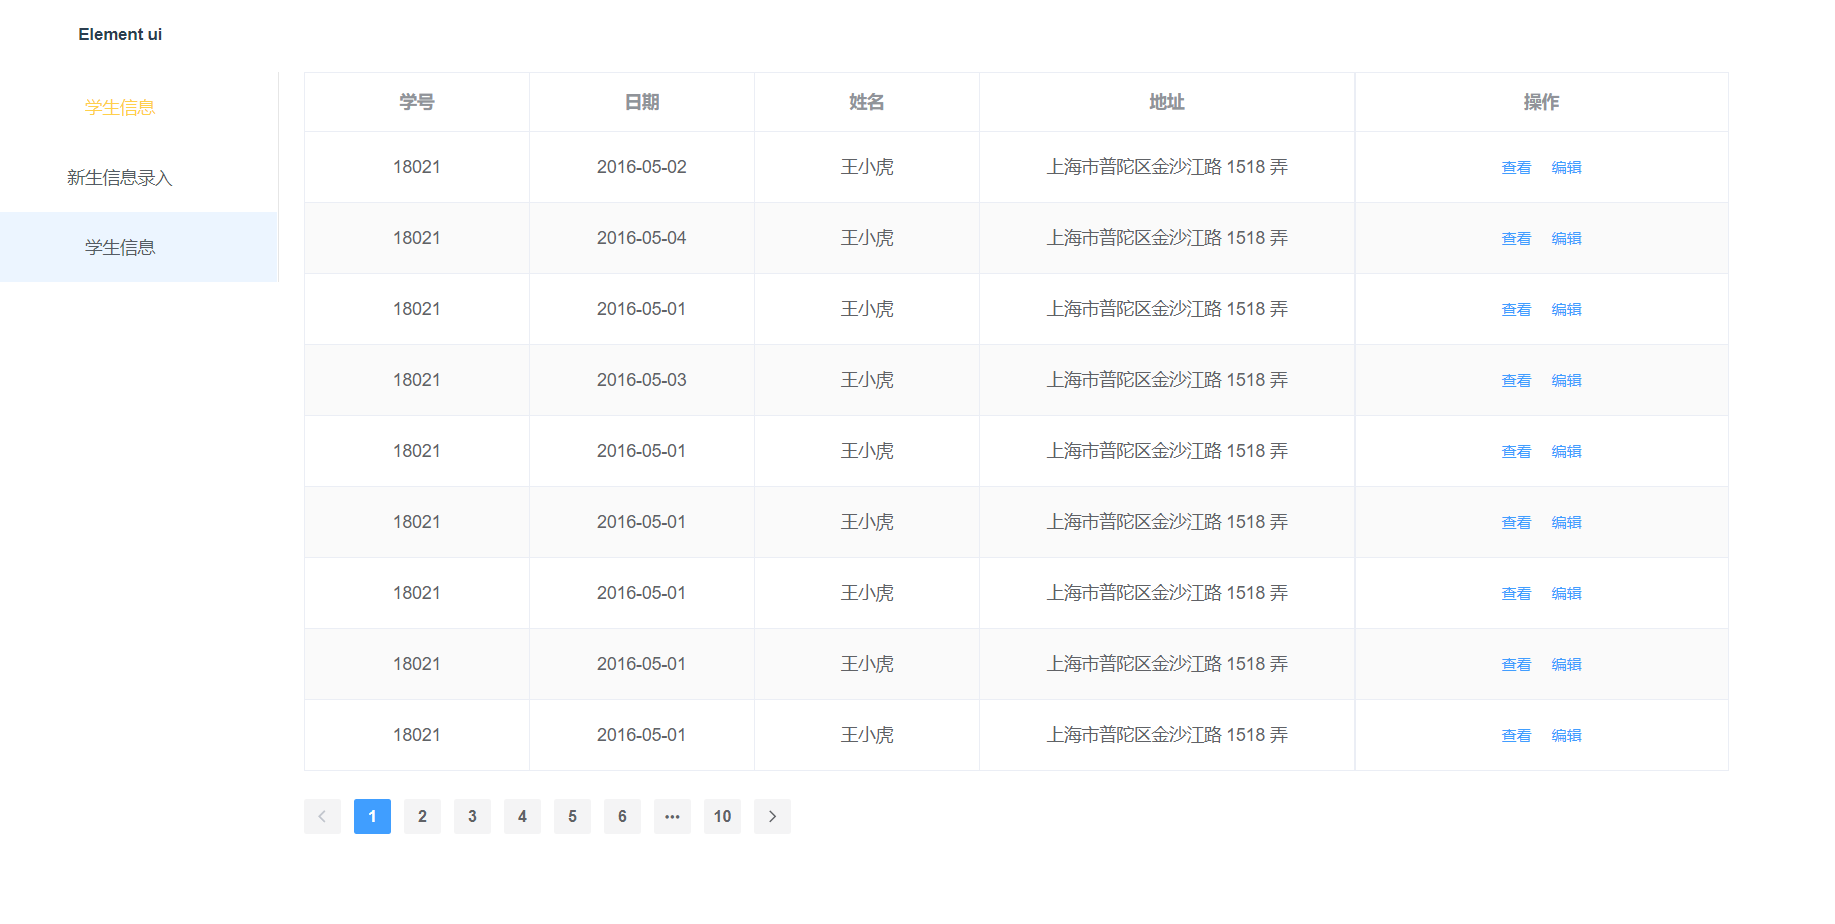 Element ui
学生信息
新生信息录入
学生信息
学号 日期 姓名 地址 操作
18021 2016-05-02 王小虎 上海市普陀区金沙江路 1518 弄 查看 编辑
18021 2016-05-04 王小虎 上海市普陀区金沙江路 1518 弄 查看 编辑
18021 2016-05-01 王小虎 上海市普陀区金沙江路 1518 弄 查看 编辑
18021 2016-05-03 王小虎 上海市普陀区金沙江路 1518 弄 查看 编辑
18021 2016-05-01 王小虎 上海市普陀区金沙江路 1518 弄 查看 编辑
18021 2016-05-01 王小虎 上海市普陀区金沙江路 1518 弄 查看 编辑
18021 2016-05-01 王小虎 上海市普陀区金沙江路 1518 弄 查看 编辑
18021 2016-05-01 王小虎 上海市普陀区金沙江路 1518 弄 查看 编辑
18021 2016-05-01 王小虎 上海市普陀区金沙江路 1518 弄 查看 编辑
1 2 3 4 5 6 ··· 10